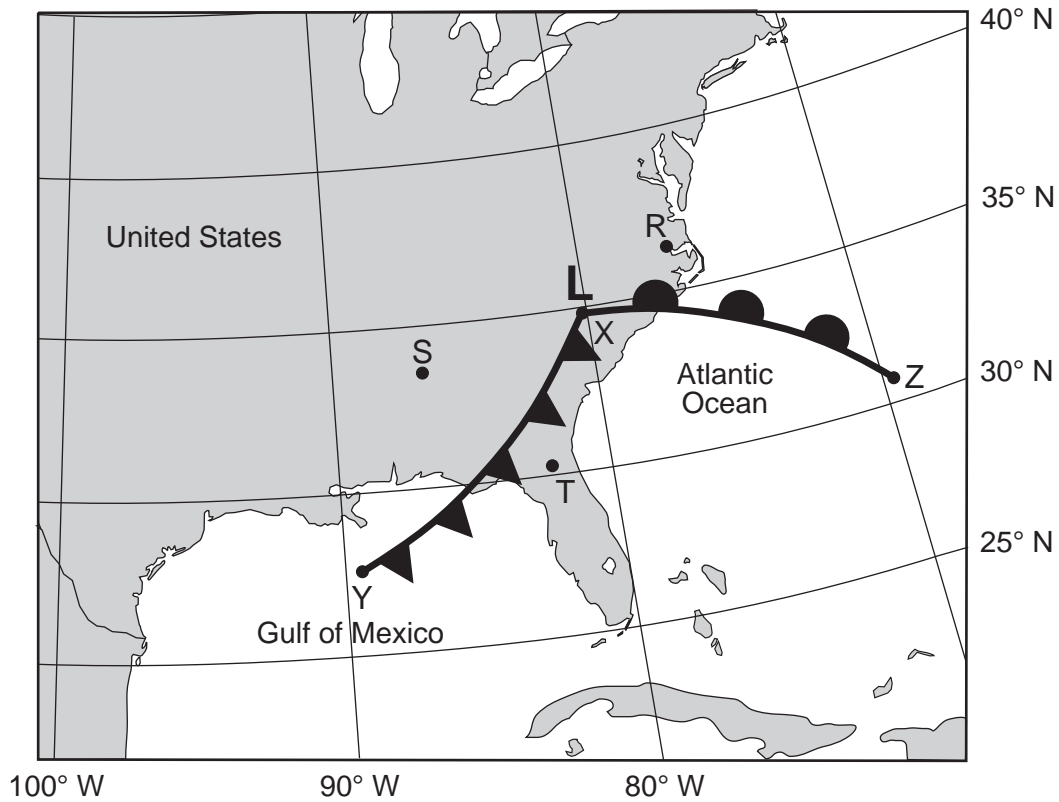 40° N
United States
R
35° N
L
X
S
Atlantic
Ocean
Z
30° N
T
25° N
Y
Gulf of Mexico
100° W
90° W
80° W